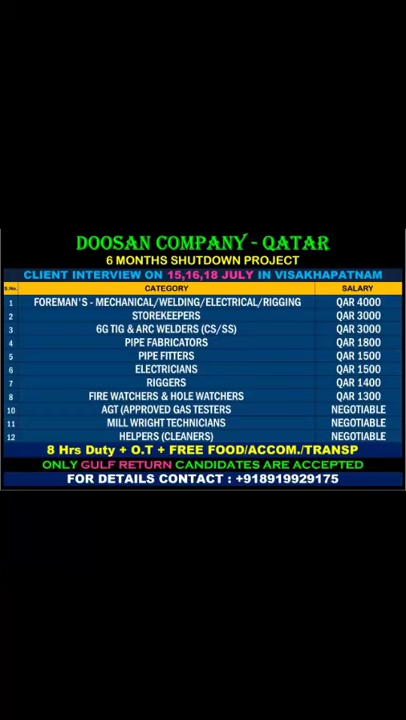 DOOSAN COMPANY - QATAR
6 MONTHS SHUTDOWN PROJECT
CLIENT INTERVIEW ON 15,16,18 JULY IN VISAKHAPATNAM
S.No. CATEGORY SALARY
1 FOREMAN'S - MECHANICAL/WELDING/ELECTRICAL/RIGGING QAR 4000
2 STOREKEEPERS QAR 3000
3 6G TIG & ARC WELDERS (CS/SS) QAR 3000
4 PIPE FABRICATORS QAR 1800
5 PIPE FITTERS QAR 1500
6 ELECTRICIANS QAR 1500
7 RIGGERS QAR 1400
8 FIRE WATCHERS & HOLE WATCHERS QAR 1300
10 AGT (APPROVED GAS TESTERS NEGOTIABLE
11 MILL WRIGHT TECHNICIANS NEGOTIABLE
12 HELPERS (CLEANERS) NEGOTIABLE
8 Hrs Duty + O.T + FREE FOOD/ACCOM./TRANSP
ONLY GULF RETURN CANDIDATES ARE ACCEPTED
FOR DETAILS CONTACT : +918919929175